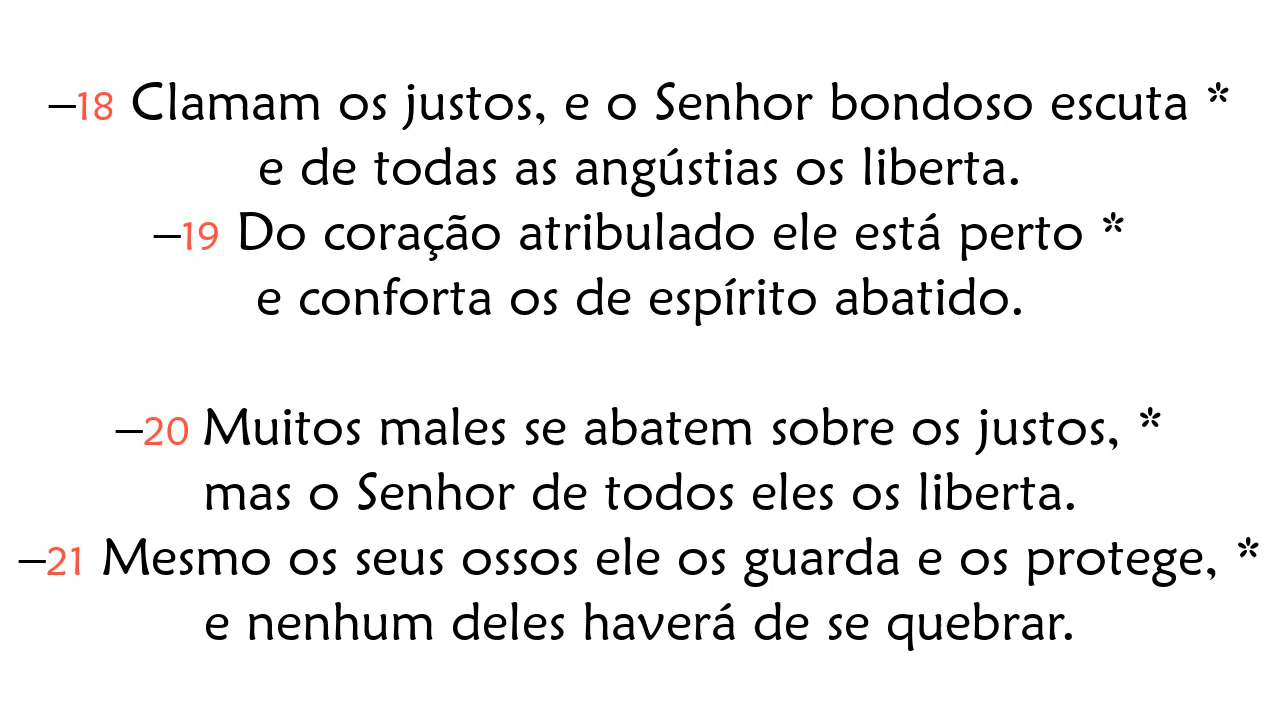 –18 Clamam os justos, e o Senhor bondoso escuta *
e de todas as angústias os liberta.
–19 Do coração atribulado ele está perto *
e conforta os de espírito abatido.
–20 Muitos males se abatem sobre os justos, *
mas o Senhor de todos eles os liberta.
–21 Mesmo os seus ossos ele os guarda e os protege, *
e nenhum deles haverá de se quebrar.